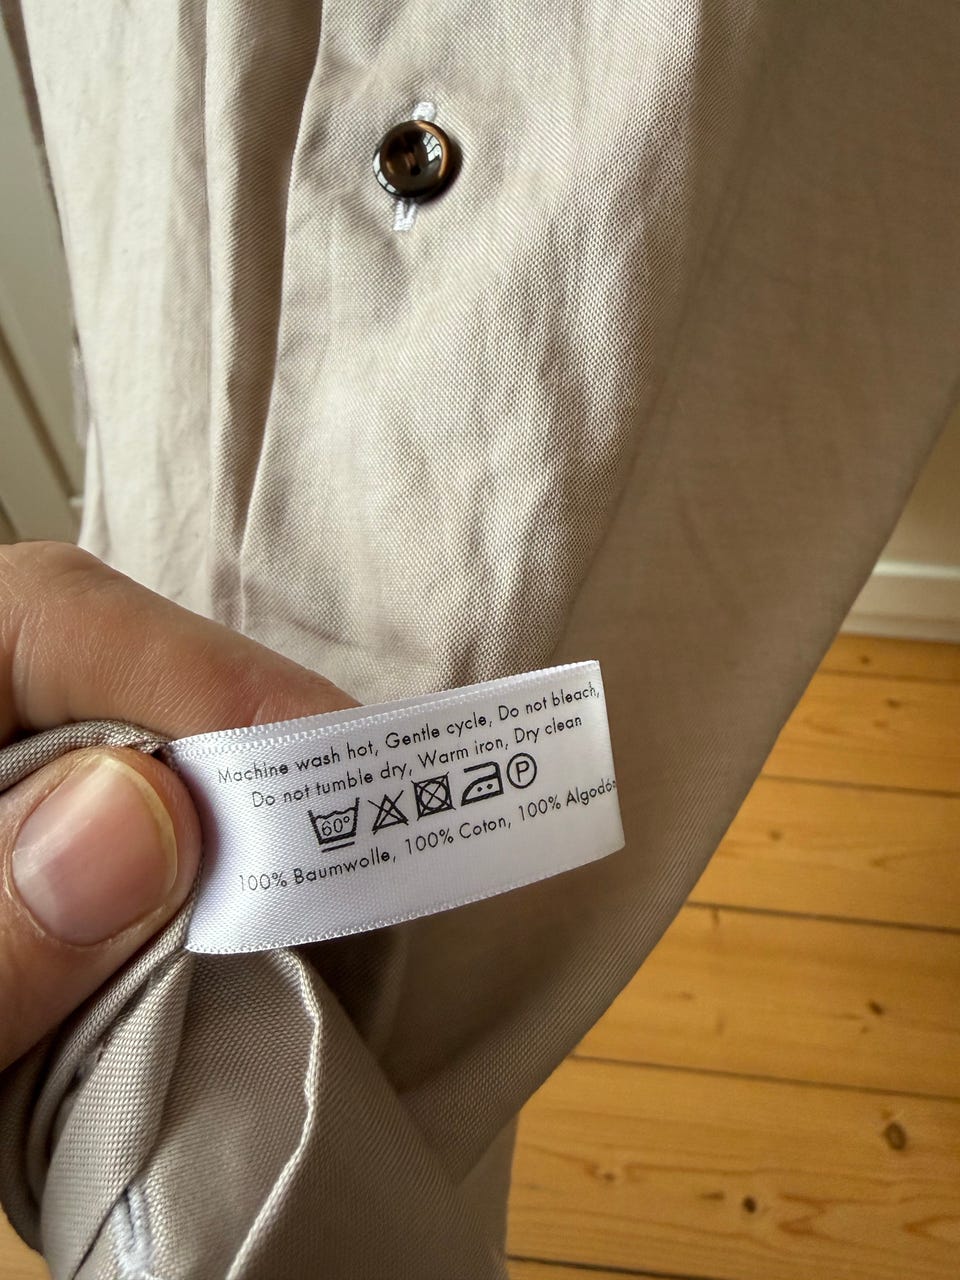 Machine wash hot, Gentle cycle, Do not bleach,
Do not tumble dry, Warm iron, Dry clean
60° P
100% Baumwolle, 100% Coton, 100% Algodón